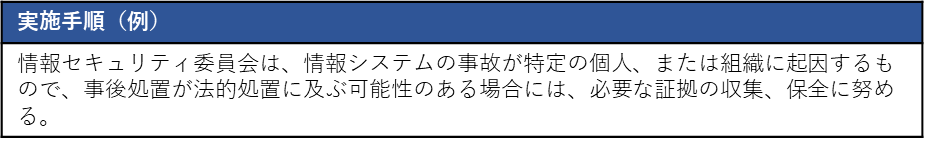 実施手順（例）
情報セキュリティ委員会は、情報システムの事故が特定の個人、または組織に起因するも
ので、事後処置が法的処置に及ぶ可能性のある場合には、必要な証拠の収集、保全に努め
る。